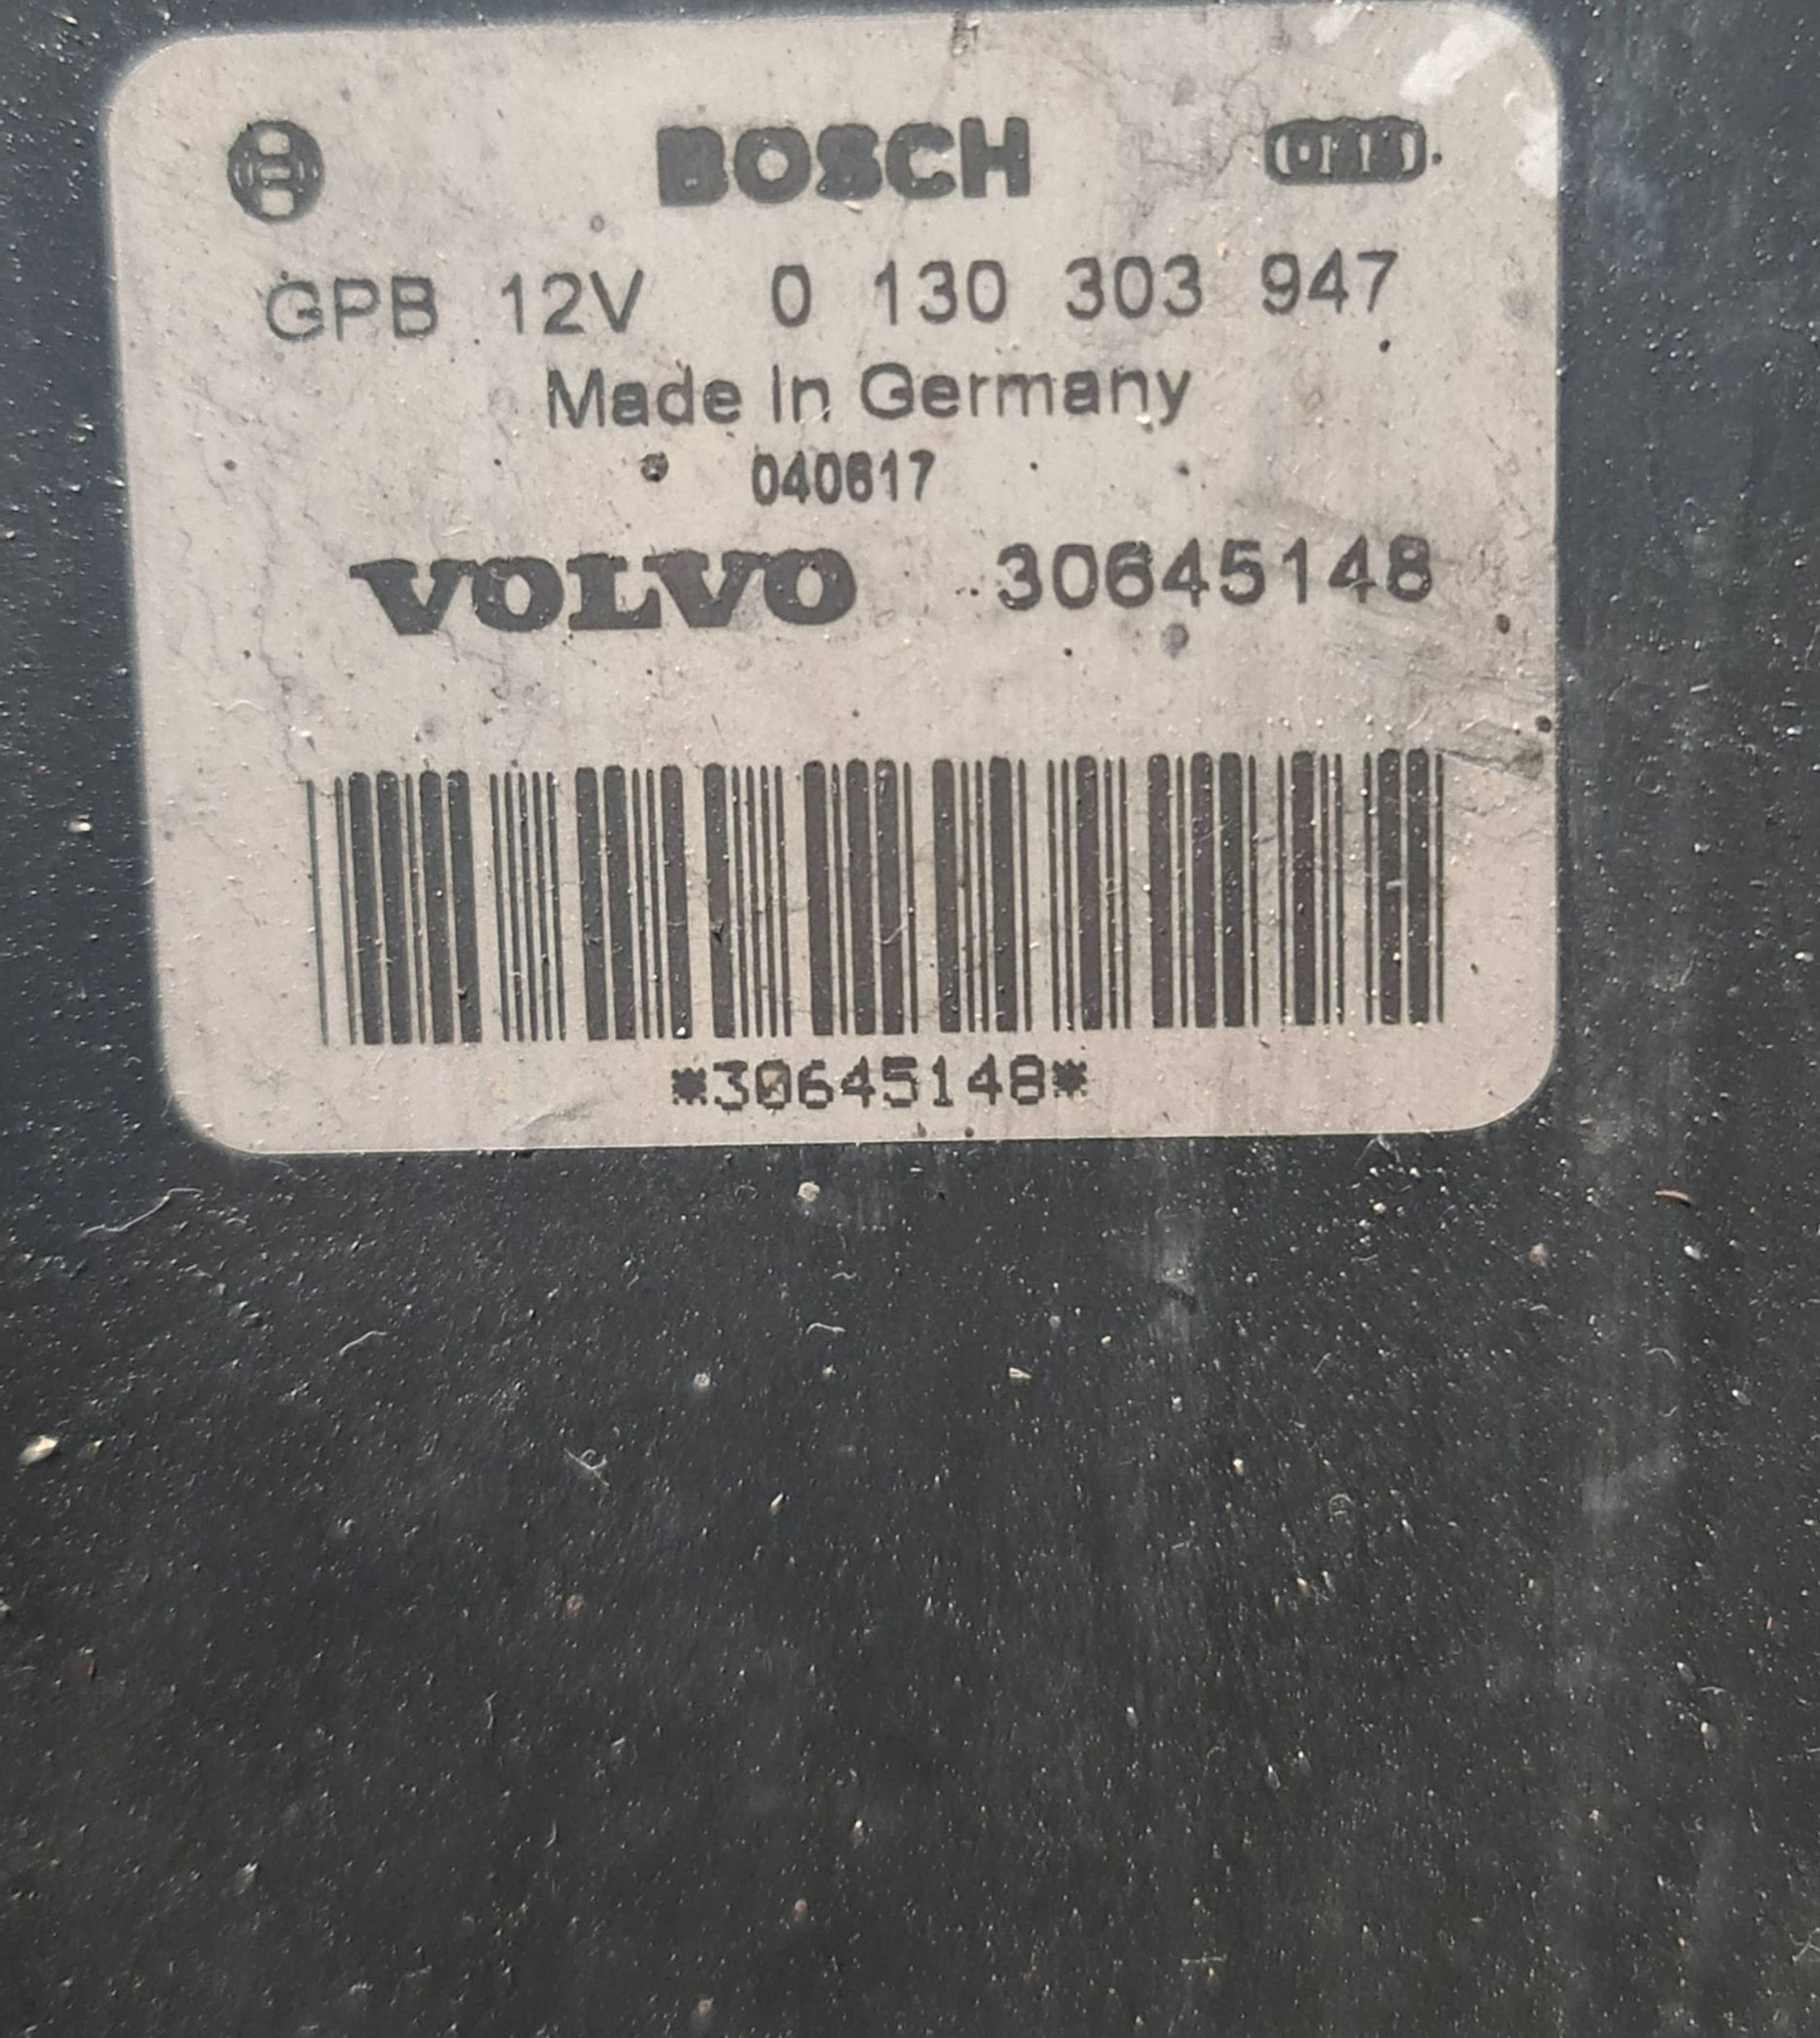 BOSCH
GPB 12V 0 130 303 947
Made In Germany
040617
VOLVO 30645148
*30645148*